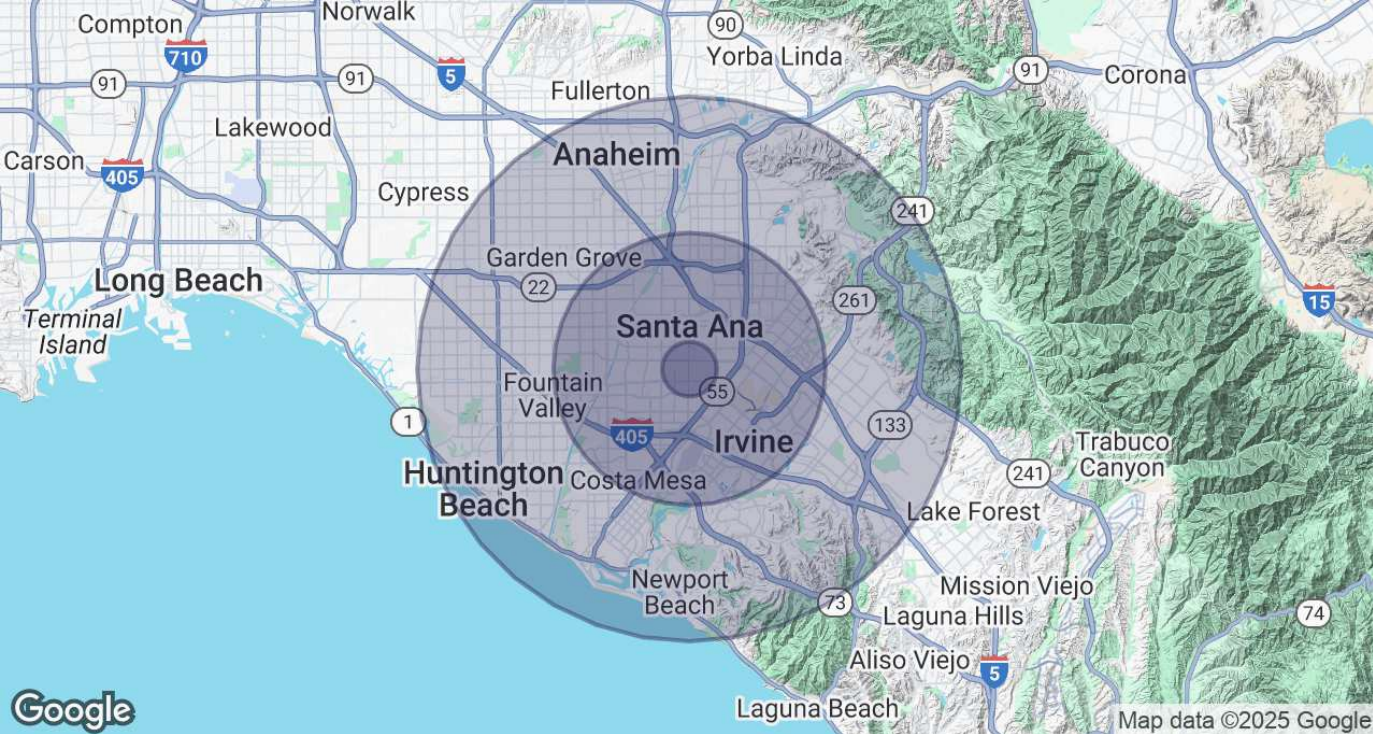 Norwalk
Compton
90
710
Yorba Linda
91
91
5
91
Corona
Fullerton
Lakewood
Anaheim
Carson
405
Cypress
241
Garden Grove
Long Beach
22
261
15
Terminal
Island
Santa Ana
Fountain
Valley
55
1
405
133
Irvine
Trabuco
Canyon
Huntington
Beach
Costa Mesa
241
Lake Forest
Newport
Beach
Mission Viejo
73
Laguna Hills
74
Aliso Viejo
5
Laguna Beach
Google
Map data ©2025 Google